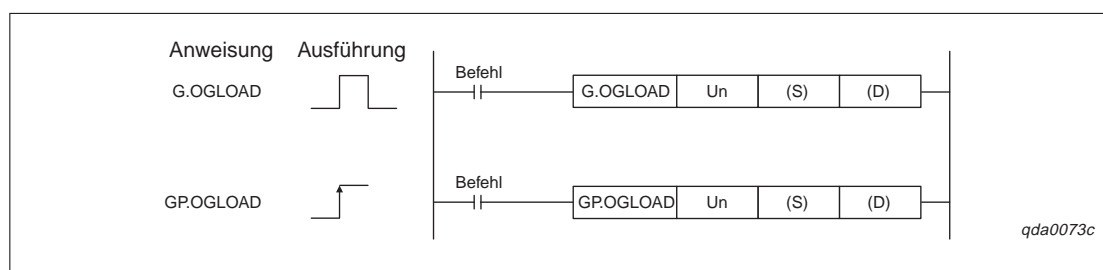 Anweisung Ausführung
Befehl
G.OGLOAD G.OGLOAD Un (S) (D)
Befehl
GP.OGLOAD GP.OGLOAD Un (S) (D)
qda0073c